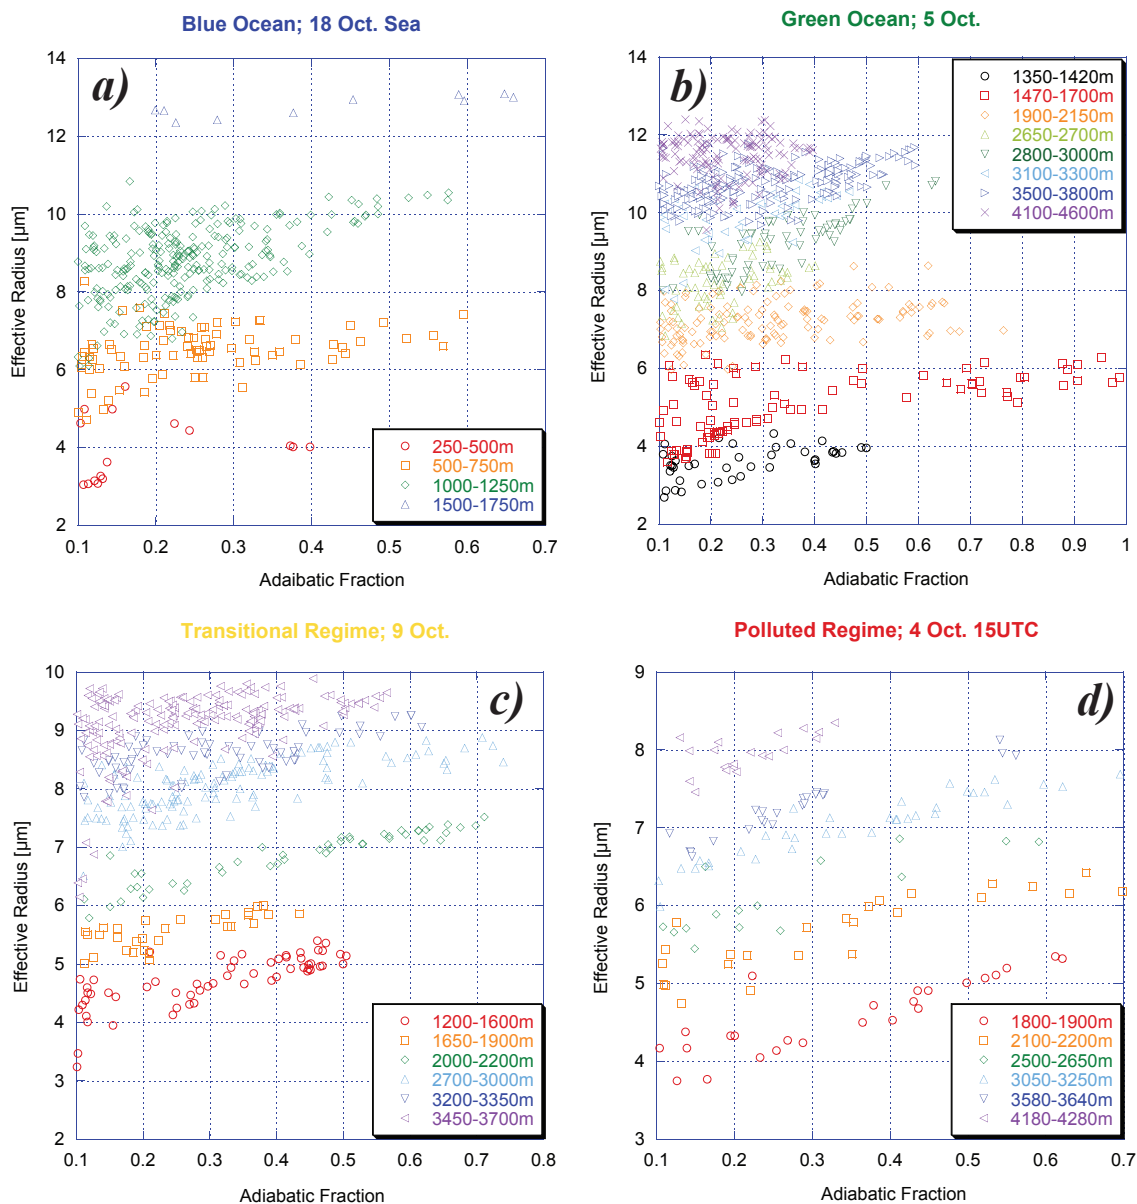 Blue Ocean; 18 Oct. Sea
a)
14
12
10
8
6
4
2
Effective Radius [µm]
250-500m
500-750m
1000-1250m
1500-1750m
0.1 0.2 0.3 0.4 0.5 0.6 0.7
Adaibatic Fraction
Green Ocean; 5 Oct.
b)
14
12
10
8
6
4
2
Effective Radius [µm]
1350-1420m
1470-1700m
1900-2150m
2650-2700m
2800-3000m
3100-3300m
3500-3800m
4100-4600m
0.1 0.2 0.3 0.4 0.5 0.6 0.7 0.8 0.9 1
Adiabatic Fraction
Transitional Regime; 9 Oct.
c)
10
9
8
7
6
5
4
3
2
Effective Radius [µm]
1200-1600m
1650-1900m
2000-2200m
2700-3000m
3200-3350m
3450-3700m
0.1 0.2 0.3 0.4 0.5 0.6 0.7 0.8
Adiabatic Fraction
Polluted Regime; 4 Oct. 15UTC
d)
9
8
7
6
5
4
3
Effective Radius [µm]
1800-1900m
2100-2200m
2500-2650m
3050-3250m
3580-3640m
4180-4280m
0.1 0.2 0.3 0.4 0.5 0.6 0.7
Adiabatic Fraction